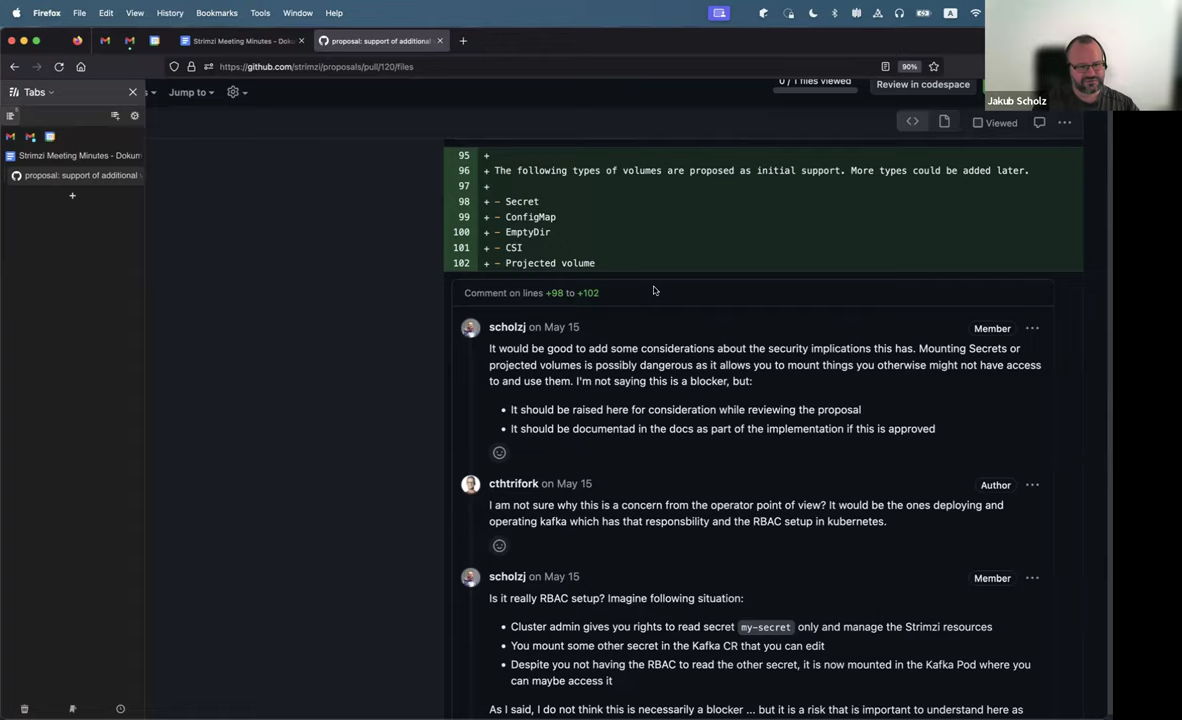 Firefox File Edit View History Bookmarks Tools Window Help
A
Strimzi Meeting Minutes - Doku
proposal: support of additional
https://github.com/strimzi/proposals/pull/120/files
90%
Jakub Scholz
Tabs
Jump to
0 / 1 files viewed
Review in codespace
Viewed
Strimzi Meeting Minutes - Dokum
proposal: support of additional
95 +
96 + The following types of volumes are proposed as initial support. More types could be added later.
97 +
98 + - Secret
99 + - ConfigMap
100 + - EmptyDir
101 + - CSI
102 + - Projected volume
Comment on lines +98 to +102
scholzj on May 15
Member
It would be good to add some considerations about the security implications this has. Mounting Secrets or
projected volumes is possibly dangerous as it allows you to mount things you otherwise might not have access
to and use them. I'm not saying this is a blocker, but:
• It should be raised here for consideration while reviewing the proposal
• It should be documentad in the docs as part of the implementation if this is approved
cthtrifork on May 15
Author
I am not sure why this is a concern from the operator point of view? It would be the ones deploying and
operating kafka which has that responsbility and the RBAC setup in kubernetes.
scholzj on May 15
Member
Is it really RBAC setup? Imagine following situation:
• Cluster admin gives you rights to read secret my-secret only and manage the Strimzi resources
• You mount some other secret in the Kafka CR that you can edit
• Despite you not having the RBAC to read the other secret, it is now mounted in the Kafka Pod where you
can maybe access it
As I said, I do not think this is necessarily a blocker ... but it is a risk that is important to understand here as